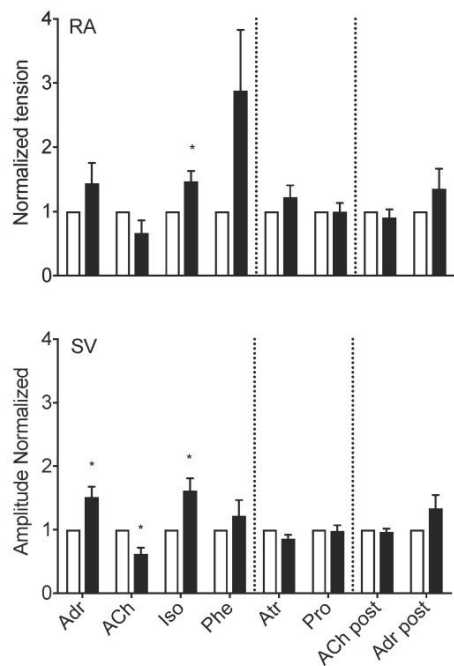 RA
Normalized tension
4
3
2
1
0
*
SV
Amplitude Normalized
4
3
2
1
0
*
*
*
Adr
ACh
Iso
Phe
Atr
Pro
ACh post
Adr post